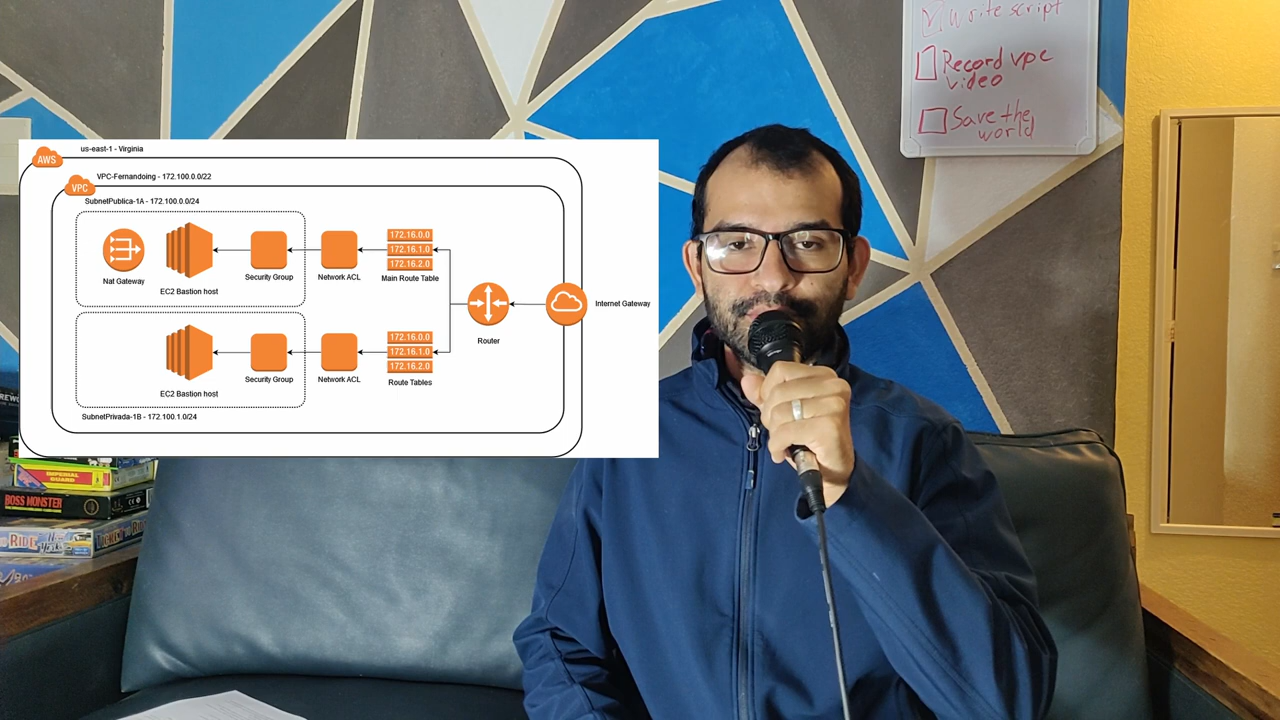 Write script
Record vpc
video
Save the
world
us-east-1 - Virginia
AWS
VPC-Fernandoing - 172.100.0.0/22
VPC
SubnetPublica-1A - 172.100.0.0/24
Nat Gateway
EC2 Bastion host
Security Group
Network ACL
172.16.0.0
172.16.1.0
172.16.2.0
Main Route Table
Router
Internet Gateway
EC2 Bastion host
Security Group
Network ACL
172.16.0.0
172.16.1.0
172.16.2.0
Route Tables
SubnetPrivada-1B - 172.100.1.0/24
IMPERIAL
GUARD
BOSS MONSTER
RIDE